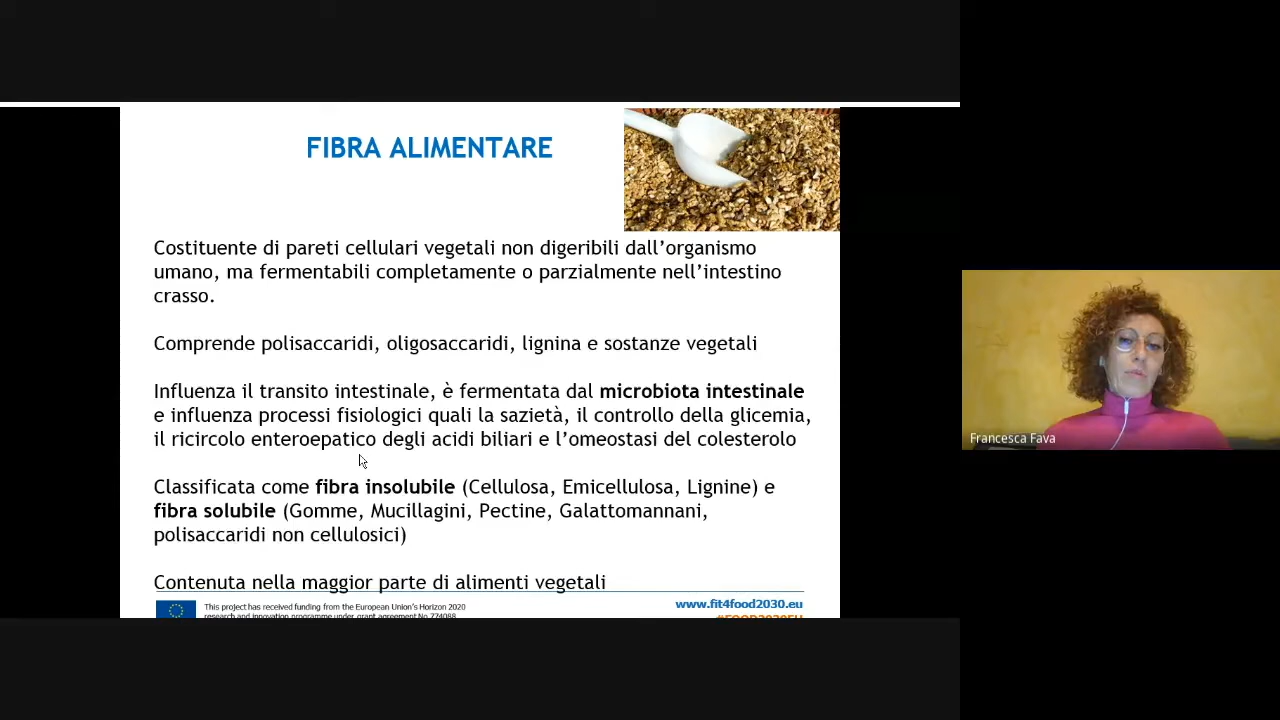 FIBRA ALIMENTARE
Costituente di pareti cellulari vegetali non digeribili dall’organismo
umano, ma fermentabili completamente o parzialmente nell’intestino
crasso.
Comprende polisaccaridi, oligosaccaridi, lignina e sostanze vegetali
Influenza il transito intestinale, è fermentata dal microbiota intestinale
e influenza processi fisiologici quali la sazietà, il controllo della glicemia,
il ricircolo enteroepatico degli acidi biliari e l’omeostasi del colesterolo
Classificata come fibra insolubile (Cellulosa, Emicellulosa, Lignine) e
fibra solubile (Gomme, Mucillagini, Pectine, Galattomannani,
polisaccaridi non cellulosici)
Contenuta nella maggior parte di alimenti vegetali
This project has received funding from the European Union’s Horizon 2020
research and innovation programme under grant agreement No 774088
www.fit4food2030.eu
#FOOD2030EU
Francesca Fava